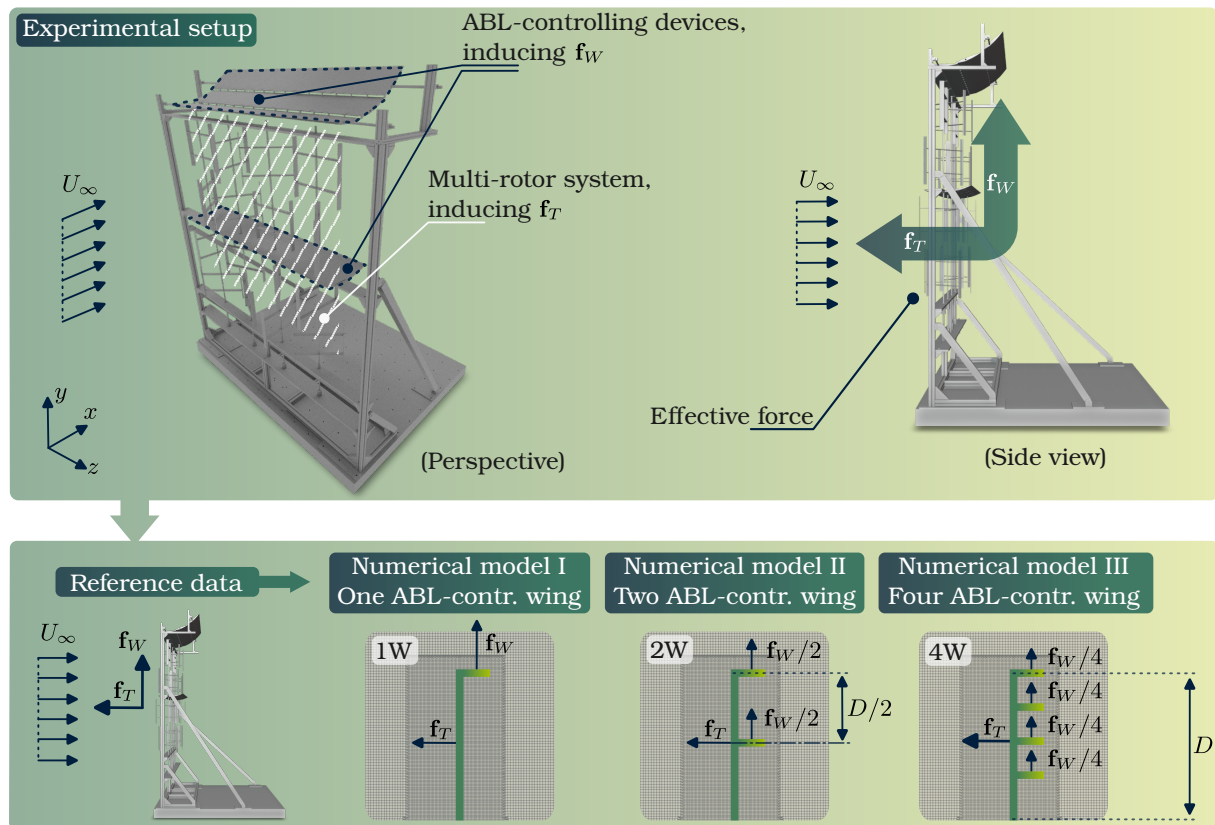 Experimental setup
ABL-controlling devices,
inducing f_W
Multi-rotor system,
inducing f_T
U_∞
y
x
z
(Perspective)
U_∞
f_W
f_T
Effective force
(Side view)
Reference data
Numerical model I
One ABL-contr. wing
Numerical model II
Two ABL-contr. wing
Numerical model III
Four ABL-contr. wing
U_∞
f_W
f_T
1W
f_W
f_T
2W
f_W/2
f_W/2
f_T
D/2
4W
f_W/4
f_W/4
f_W/4
f_W/4
f_T
D